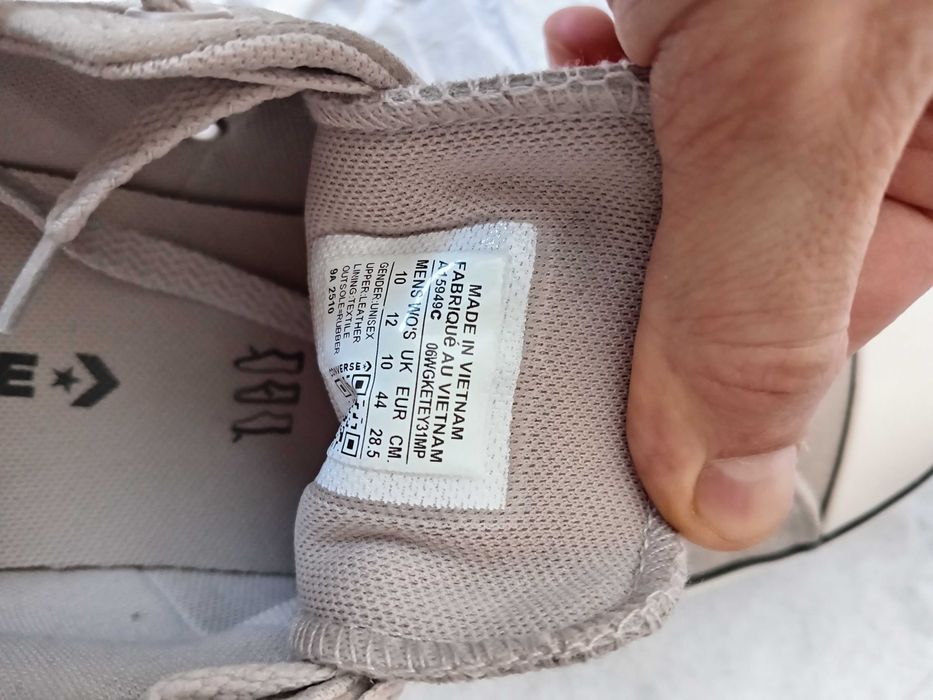 MADE IN VIETNAM
FABRIQUé AU VIETNAM
A15949C 06WGKETEY31MP
MENS WO'S UK EUR CM.
10 12 10 44 28.5
GENDER:UNISEX
UPPER:LEATHER
LINING:TEXTILE
OUTSOLE=RUBBER
9A 2510
CONVERSE